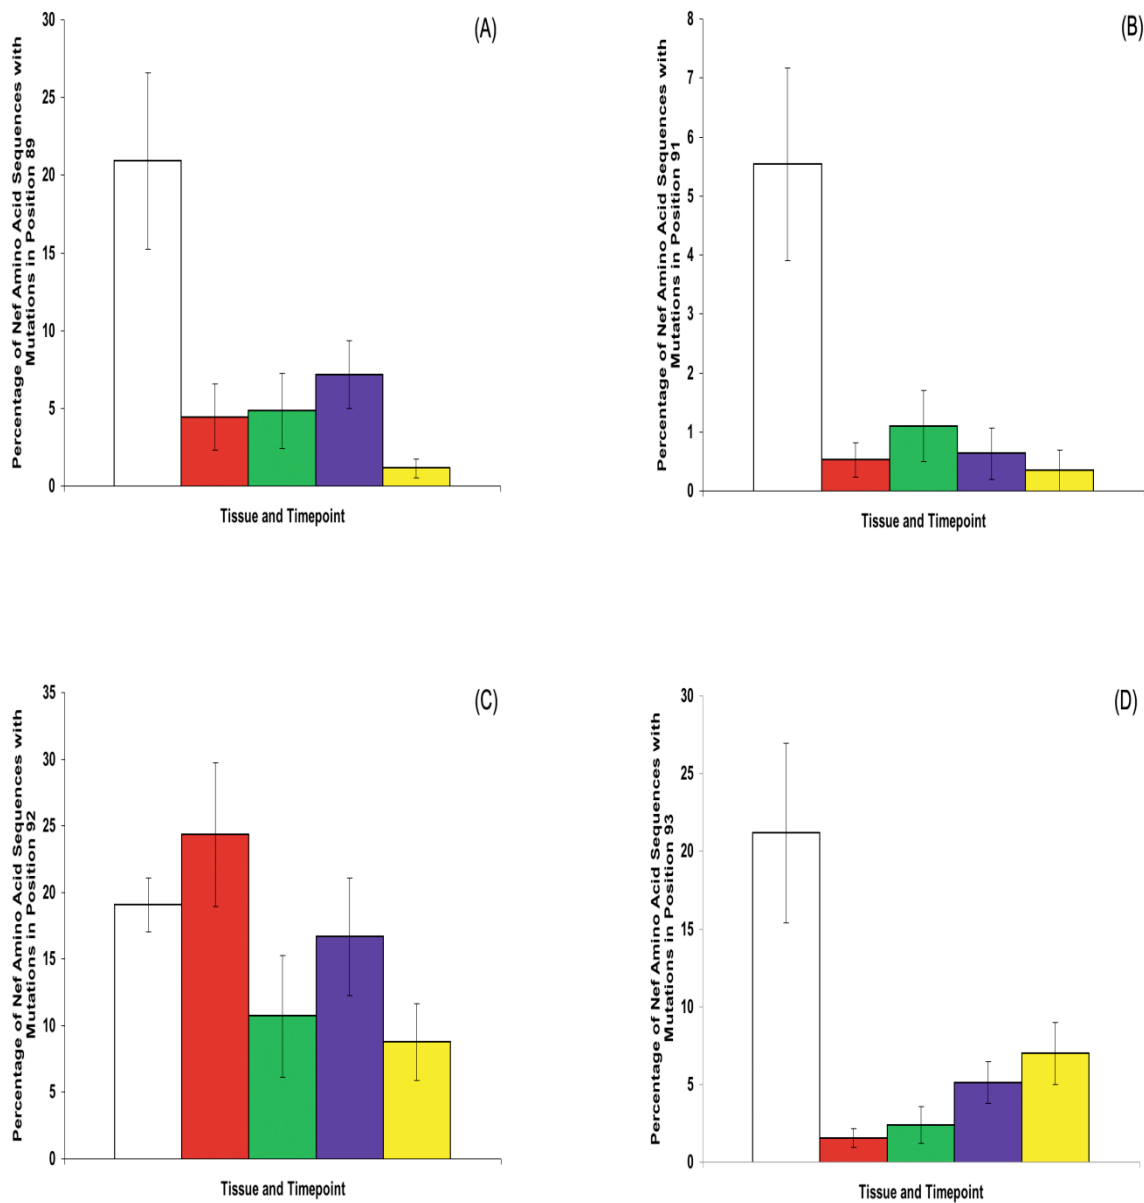 (A)
Percentage of Nef Amino Acid Sequences with
Mutations in Position 89
30
25
20
15
10
5
0
Tissue and Timepoint
(B)
Percentage of Nef Amino Acid Sequences with
Mutations in Position 91
8
7
6
5
4
3
2
1
0
Tissue and Timepoint
(C)
Percentage of Nef Amino Acid Sequences with
Mutations in Position 92
35
30
25
20
15
10
5
0
Tissue and Timepoint
(D)
Percentage of Nef Amino Acid Sequences with
Mutations in Position 93
30
25
20
15
10
5
0
Tissue and Timepoint